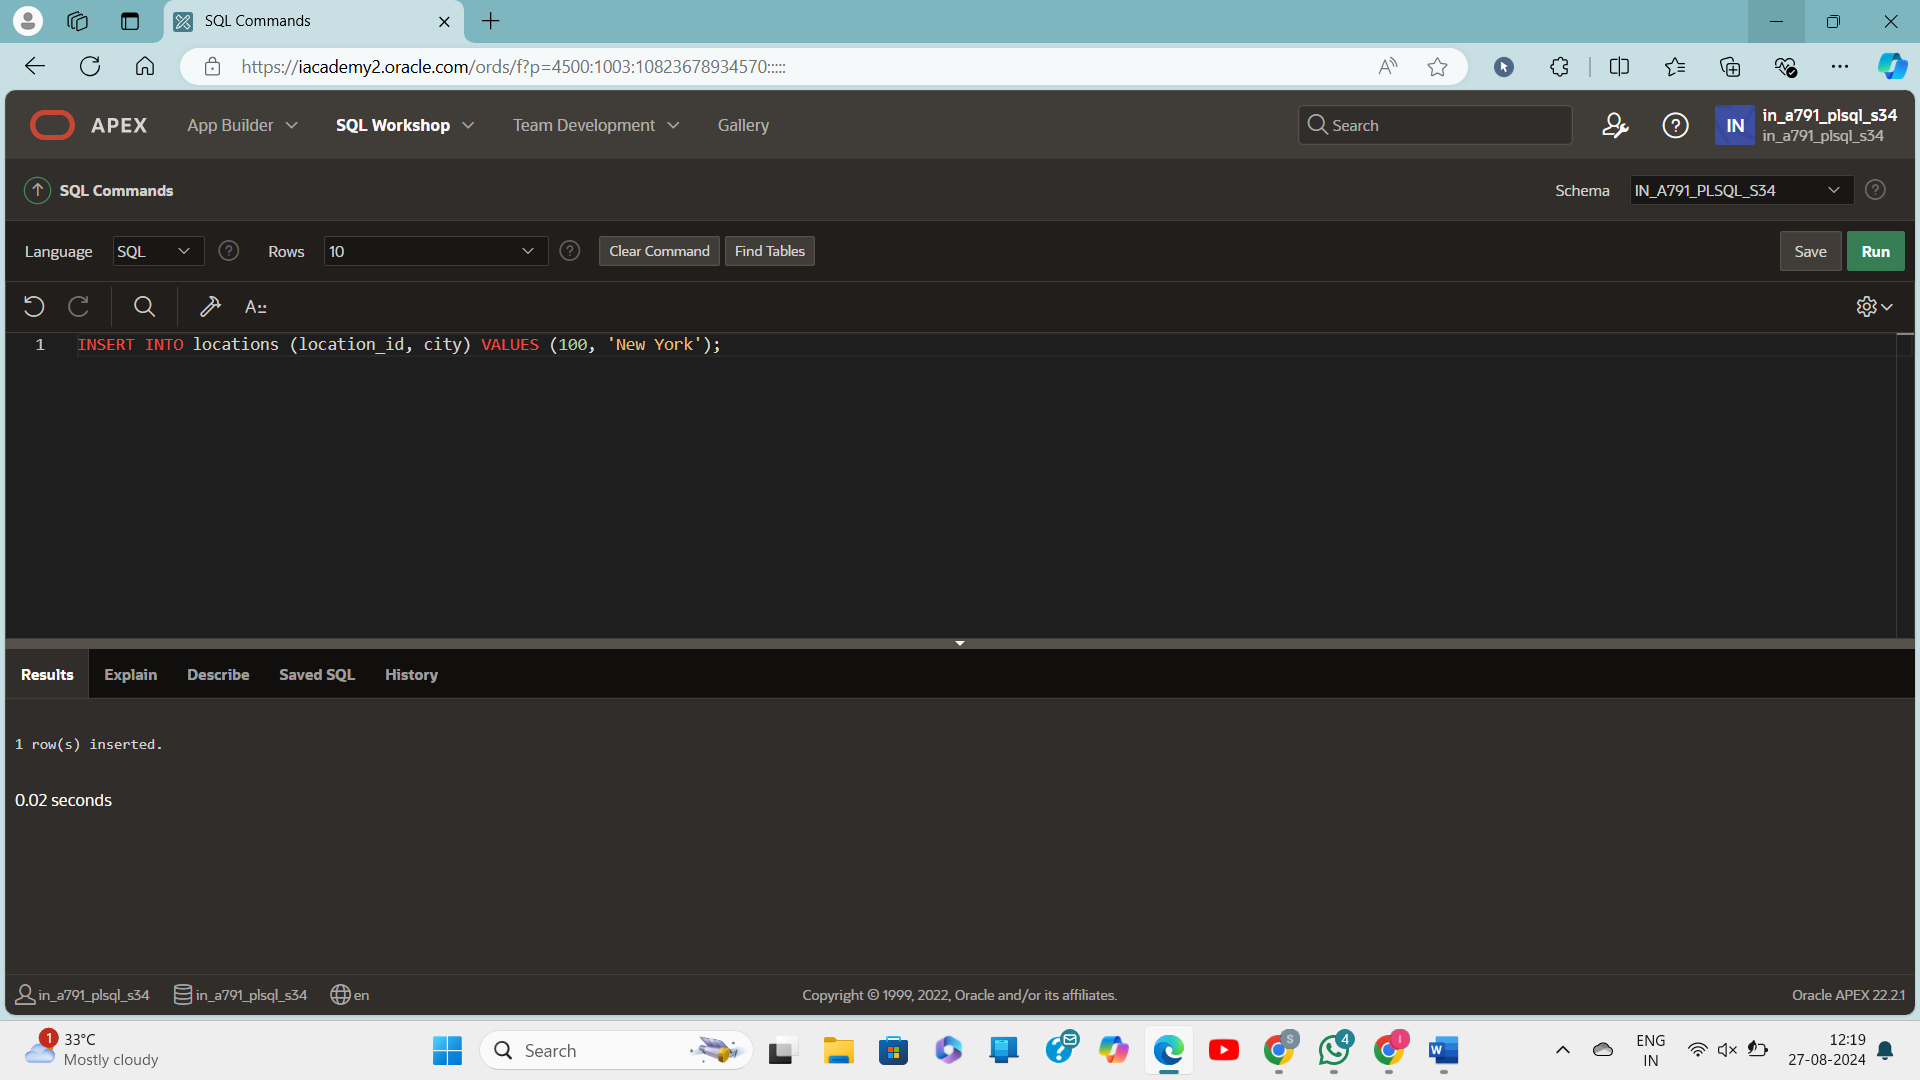 SQL Commands
https://iacademy2.oracle.com/ords/f?p=4500:1003:10823678934570:::::
APEX App Builder SQL Workshop Team Development Gallery Search IN in_a791_plsql_s34
in_a791_plsql_s34
SQL Commands Schema IN_A791_PLSQL_S34
Language SQL Rows 10 Clear Command Find Tables Save Run
A::
1 INSERT INTO locations (location_id, city) VALUES (100, 'New York');
Results Explain Describe Saved SQL History
1 row(s) inserted.
0.02 seconds
in_a791_plsql_s34 in_a791_plsql_s34 en Copyright © 1999, 2022, Oracle and/or its affiliates. Oracle APEX 22.2.1
1 33°C
Mostly cloudy
Search
S 4 I W
ENG
IN
12:19
27-08-2024